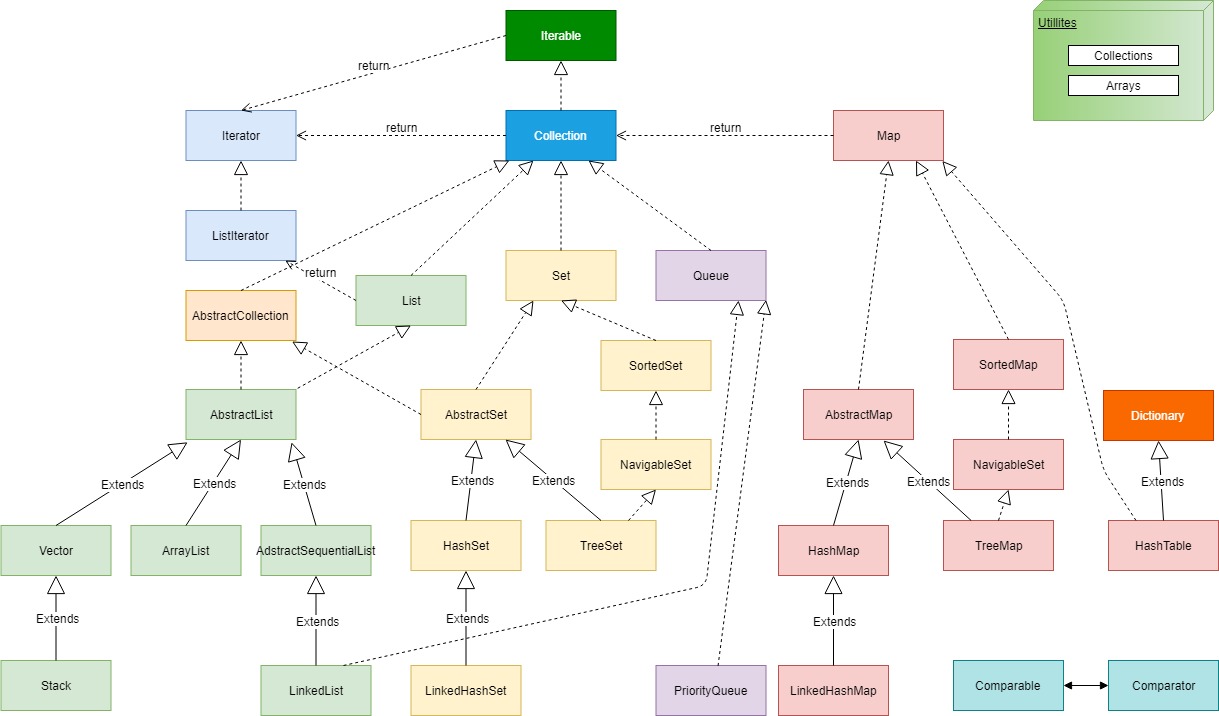 Iterable
Utillites
Collections
Arrays
return
Iterator
return
Collection
return
Map
ListIterator
return
Set
Queue
AbstractCollection
List
SortedSet
SortedMap
AbstractList
AbstractSet
AbstractMap
Dictionary
NavigableSet
NavigableSet
Extends
Extends
Extends
Extends
Extends
Extends
Extends
Extends
Vector
ArrayList
AdstractSequentialList
HashSet
TreeSet
HashMap
TreeMap
HashTable
Extends
Extends
Extends
Extends
Stack
LinkedList
LinkedHashSet
PriorityQueue
LinkedHashMap
Comparable
Comparator